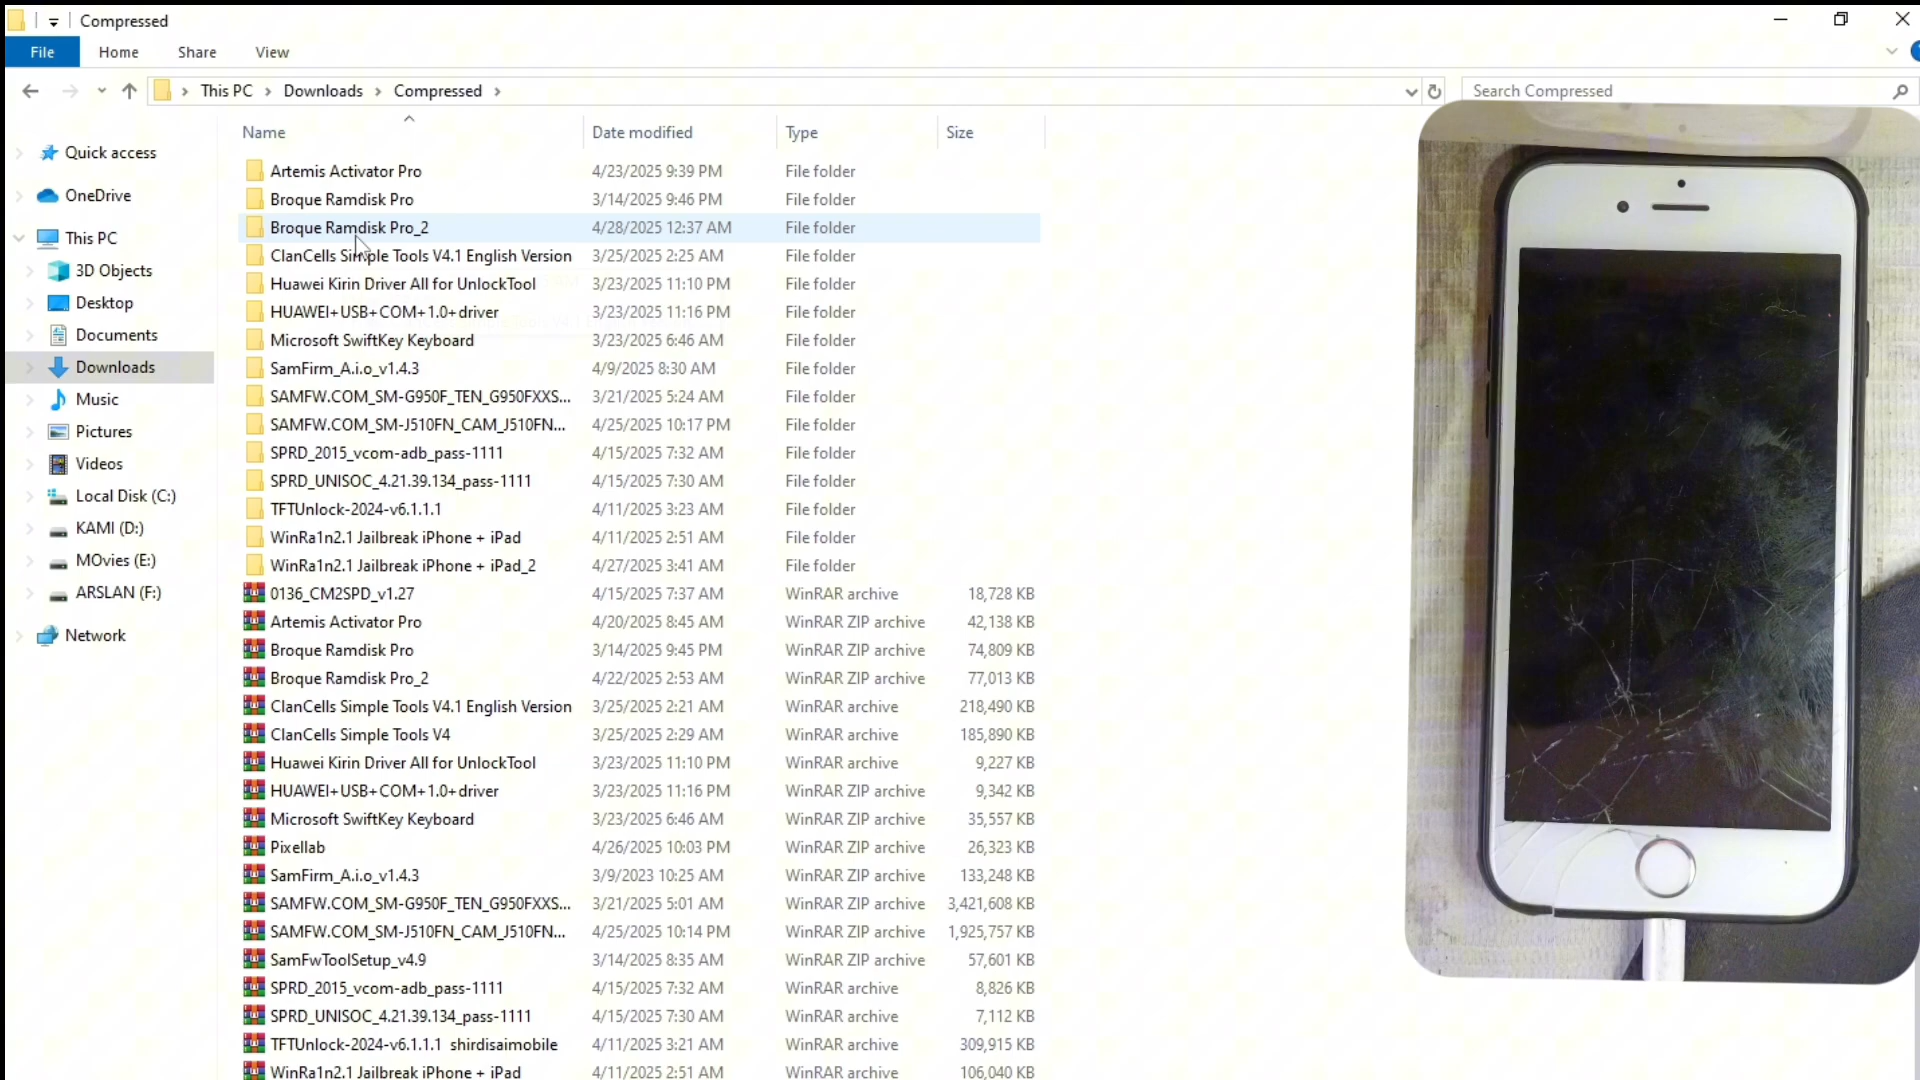 Compressed
File Home Share View
This PC Downloads Compressed Search Compressed
Name Date modified Type Size
Quick access
OneDrive
This PC
3D Objects
Desktop
Documents
Downloads
Music
Pictures
Videos
Local Disk (C:)
KAMI (D:)
MOvies (E:)
ARSLAN (F:)
Network
Artemis Activator Pro 4/23/2025 9:39 PM File folder
Broque Ramdisk Pro 3/14/2025 9:46 PM File folder
Broque Ramdisk Pro_2 4/28/2025 12:37 AM File folder
ClanCells Simple Tools V4.1 English Version 3/25/2025 2:25 AM File folder
Huawei Kirin Driver All for UnlockTool 3/23/2025 11:10 PM File folder
HUAWEI+USB+COM+1.0+driver 3/23/2025 11:16 PM File folder
Microsoft SwiftKey Keyboard 3/23/2025 6:46 AM File folder
SamFirm_A.i.o_v1.4.3 4/9/2025 8:30 AM File folder
SAMFW.COM_SM-G950F_TEN_G950FXXS... 3/21/2025 5:24 AM File folder
SAMFW.COM_SM-J510FN_CAM_J510FN... 4/25/2025 10:17 PM File folder
SPRD_2015_vcom-adb_pass-1111 4/15/2025 7:32 AM File folder
SPRD_UNISOC_4.21.39.134_pass-1111 4/15/2025 7:30 AM File folder
TFTUnlock-2024-v6.1.1.1 4/11/2025 3:23 AM File folder
WinRa1n2.1 Jailbreak iPhone + iPad 4/11/2025 2:51 AM File folder
WinRa1n2.1 Jailbreak iPhone + iPad_2 4/27/2025 3:41 AM File folder
0136_CM2SPD_v1.27 4/15/2025 7:37 AM WinRAR archive 18,728 KB
Artemis Activator Pro 4/20/2025 8:45 AM WinRAR ZIP archive 42,138 KB
Broque Ramdisk Pro 3/14/2025 9:45 PM WinRAR ZIP archive 74,809 KB
Broque Ramdisk Pro_2 4/22/2025 2:53 AM WinRAR ZIP archive 77,013 KB
ClanCells Simple Tools V4.1 English Version 3/25/2025 2:21 AM WinRAR archive 218,490 KB
ClanCells Simple Tools V4 3/25/2025 2:29 AM WinRAR archive 185,890 KB
Huawei Kirin Driver All for UnlockTool 3/23/2025 11:10 PM WinRAR archive 9,227 KB
HUAWEI+USB+COM+1.0+driver 3/23/2025 11:16 PM WinRAR ZIP archive 9,342 KB
Microsoft SwiftKey Keyboard 3/23/2025 6:46 AM WinRAR ZIP archive 35,557 KB
Pixellab 4/26/2025 10:03 PM WinRAR ZIP archive 26,323 KB
SamFirm_A.i.o_v1.4.3 3/9/2023 10:25 AM WinRAR ZIP archive 133,248 KB
SAMFW.COM_SM-G950F_TEN_G950FXXS... 3/21/2025 5:01 AM WinRAR ZIP archive 3,421,608 KB
SAMFW.COM_SM-J510FN_CAM_J510FN... 4/25/2025 10:14 PM WinRAR ZIP archive 1,925,757 KB
SamFwToolSetup_v4.9 3/14/2025 8:35 AM WinRAR ZIP archive 57,601 KB
SPRD_2015_vcom-adb_pass-1111 4/15/2025 7:32 AM WinRAR archive 8,826 KB
SPRD_UNISOC_4.21.39.134_pass-1111 4/15/2025 7:30 AM WinRAR archive 7,112 KB
TFTUnlock-2024-v6.1.1.1 shirdisaimobile 4/11/2025 3:21 AM WinRAR archive 309,915 KB
WinRa1n2.1 Jailbreak iPhone + iPad 4/11/2025 2:51 AM WinRAR archive 106,040 KB